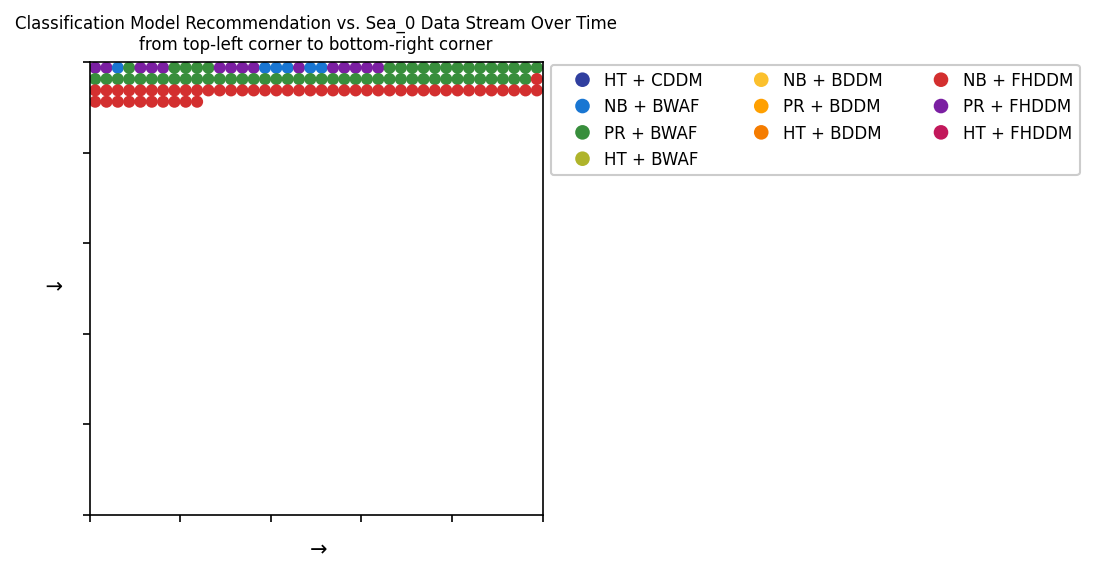 Classification Model Recommendation vs. Sea_0 Data Stream Over Time
from top-left corner to bottom-right corner
HT + CDDM
NB + BWAF
PR + BWAF
HT + BWAF
NB + BDDM
PR + BDDM
HT + BDDM
NB + FHDDM
PR + FHDDM
HT + FHDDM
→
→